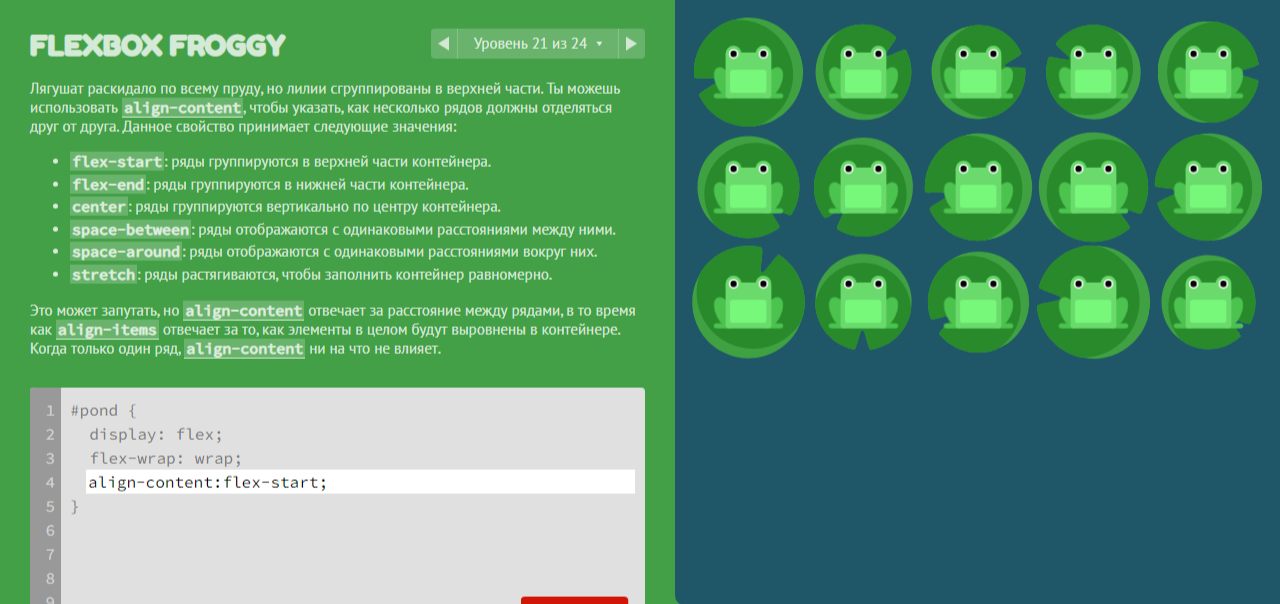 FLEXBOX FROGGY
Уровень 21 из 24
Лягушат раскидало по всему пруду, но лилии сгруппированы в верхней части. Ты можешь
использовать align-content, чтобы указать, как несколько рядов должны отделяться
друг от друга. Данное свойство принимает следующие значения:
flex-start: ряды группируются в верхней части контейнера.
flex-end: ряды группируются в нижней части контейнера.
center: ряды группируются вертикально по центру контейнера.
space-between: ряды отображаются с одинаковыми расстояниями между ними.
space-around: ряды отображаются с одинаковыми расстояниями вокруг них.
stretch: ряды растягиваются, чтобы заполнить контейнер равномерно.
Это может запутать, но align-content отвечает за расстояние между рядами, в то время
как align-items отвечает за то, как элементы в целом будут выровнены в контейнере.
Когда только один ряд, align-content ни на что не влияет.
1 #pond {
2 display: flex;
3 flex-wrap: wrap;
4 align-content:flex-start;
5 }
6
7
8
9